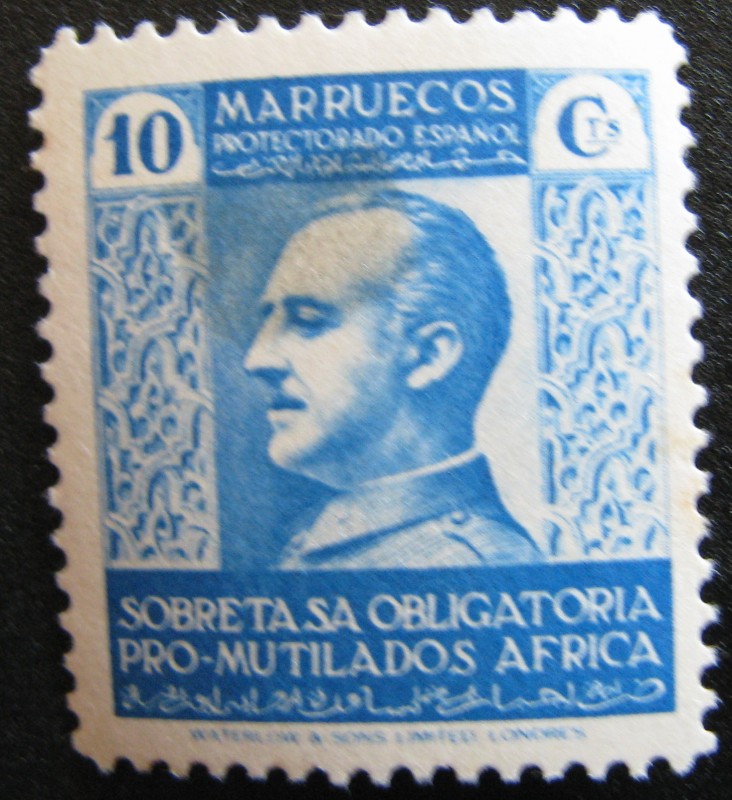 10
MARRUECOS
Cts
PROTECTORADO ESPAÑOL
SOBRETASA OBLIGATORIA
PRO-MUTILADOS AFRICA
WATERLOW & SONS LIMITED, LONDRES